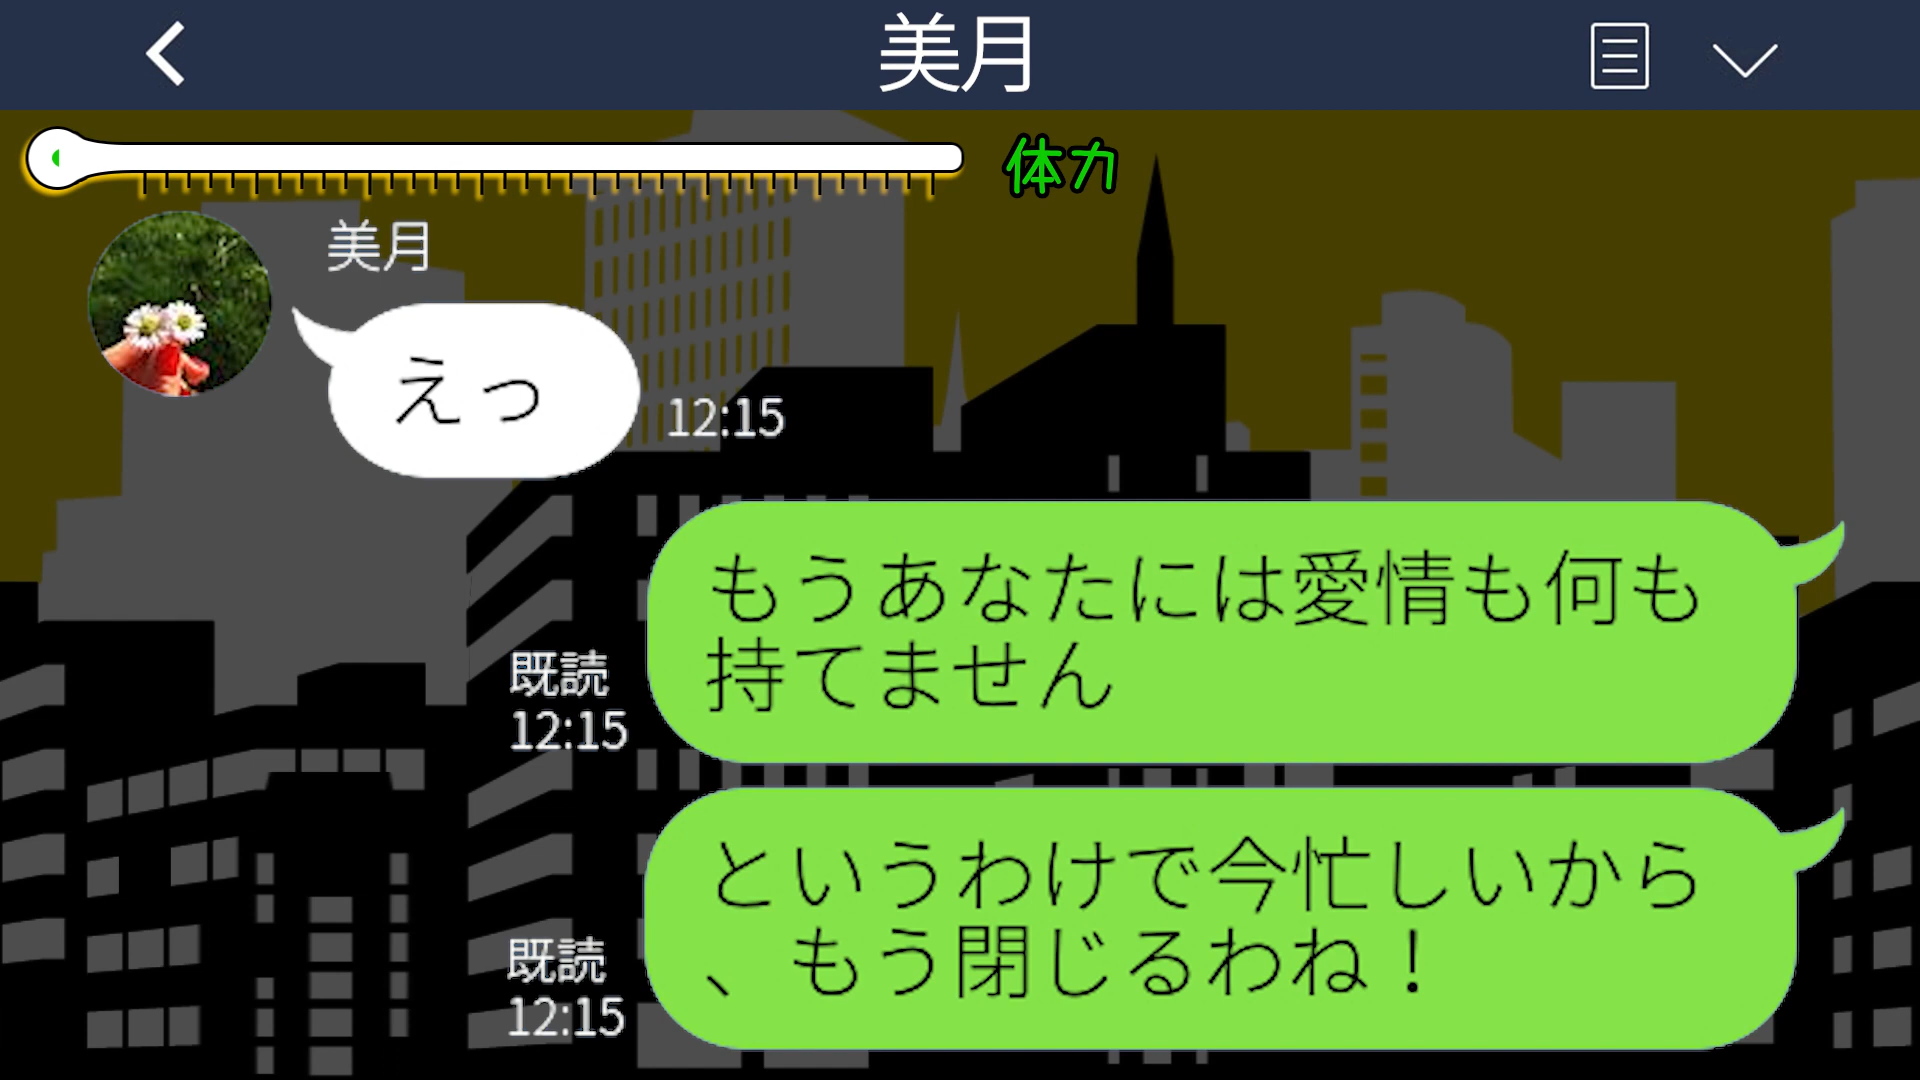 美月
体力
美月
えっ
12:15
もうあなたには愛情も何も
持てません
既読
12:15
というわけで今忙しいから
、もう閉じるわね！
既読
12:15